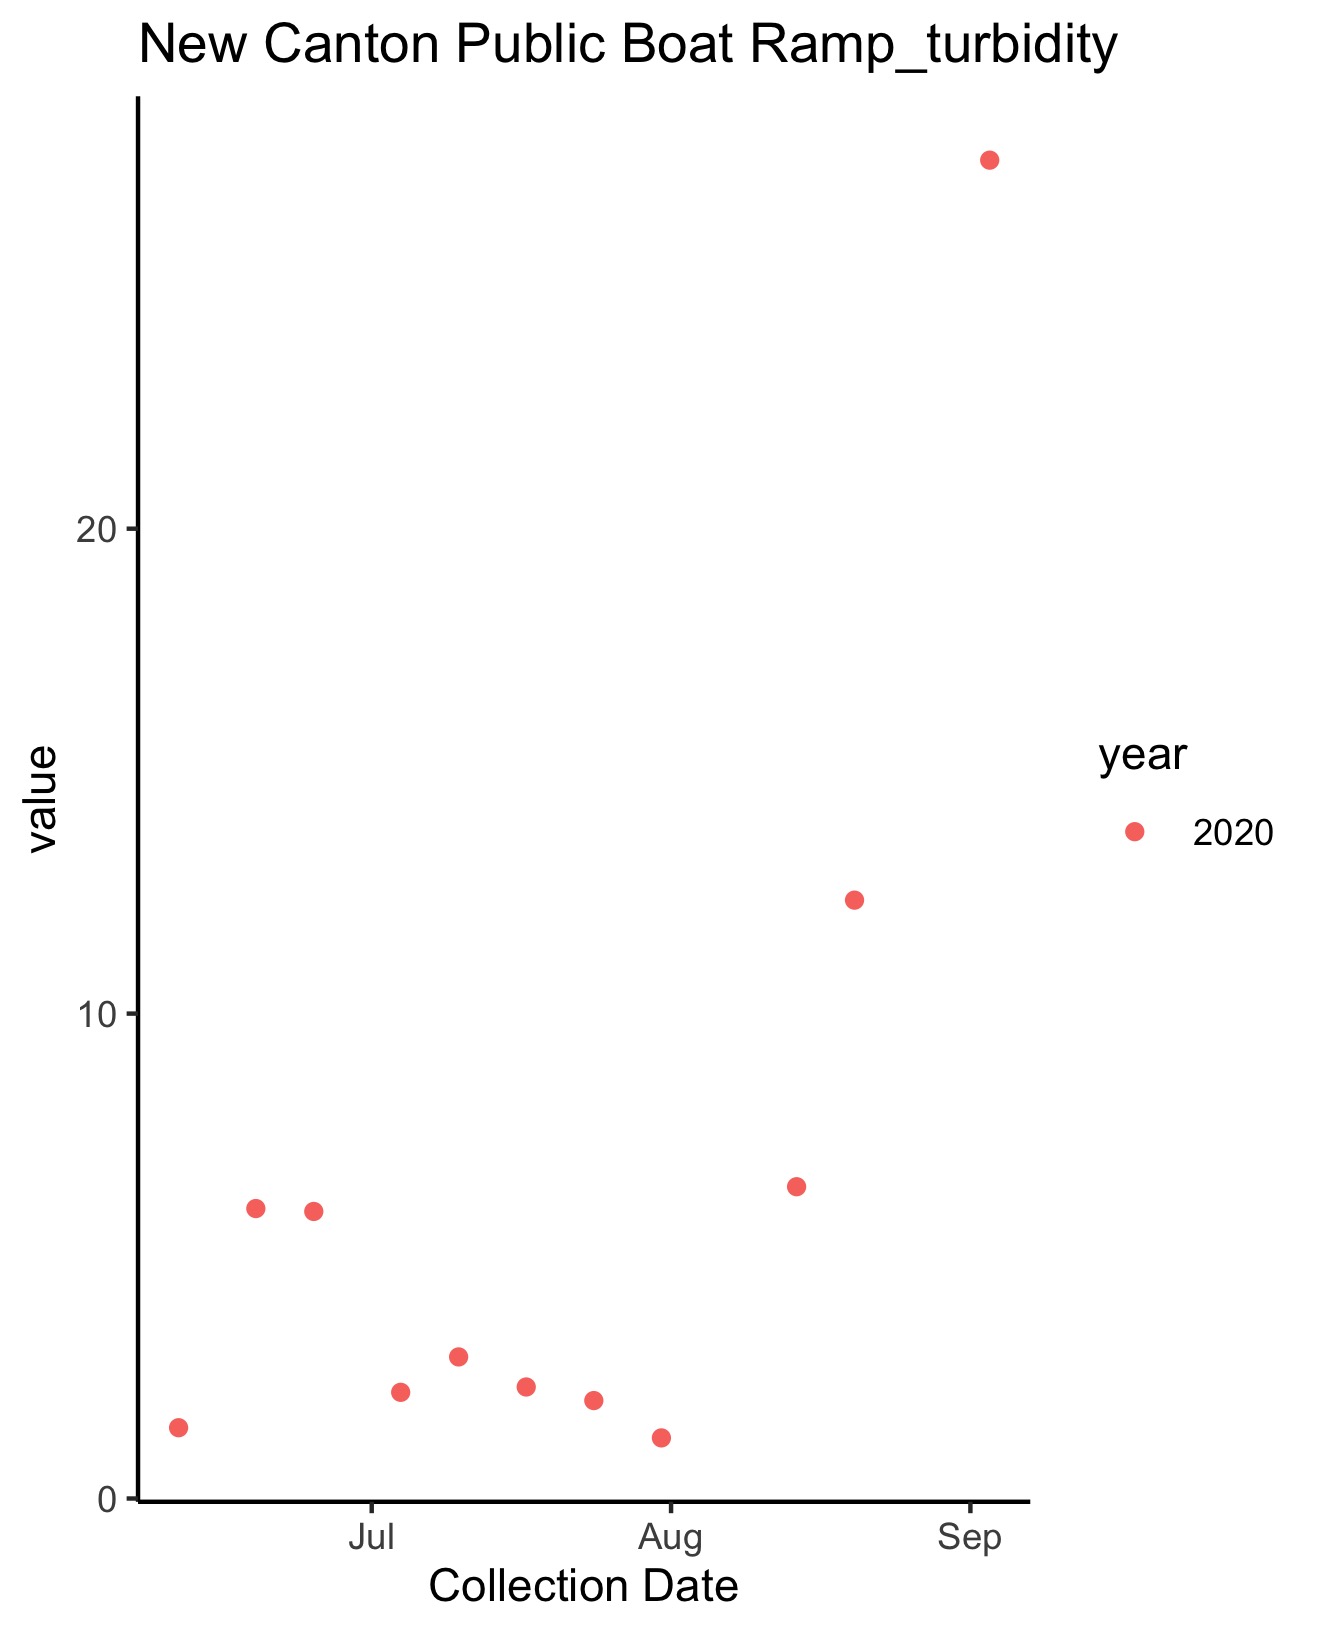 New Canton Public Boat Ramp_turbidity
20
10
0
value
Jul
Aug
Sep
Collection Date
year
2020